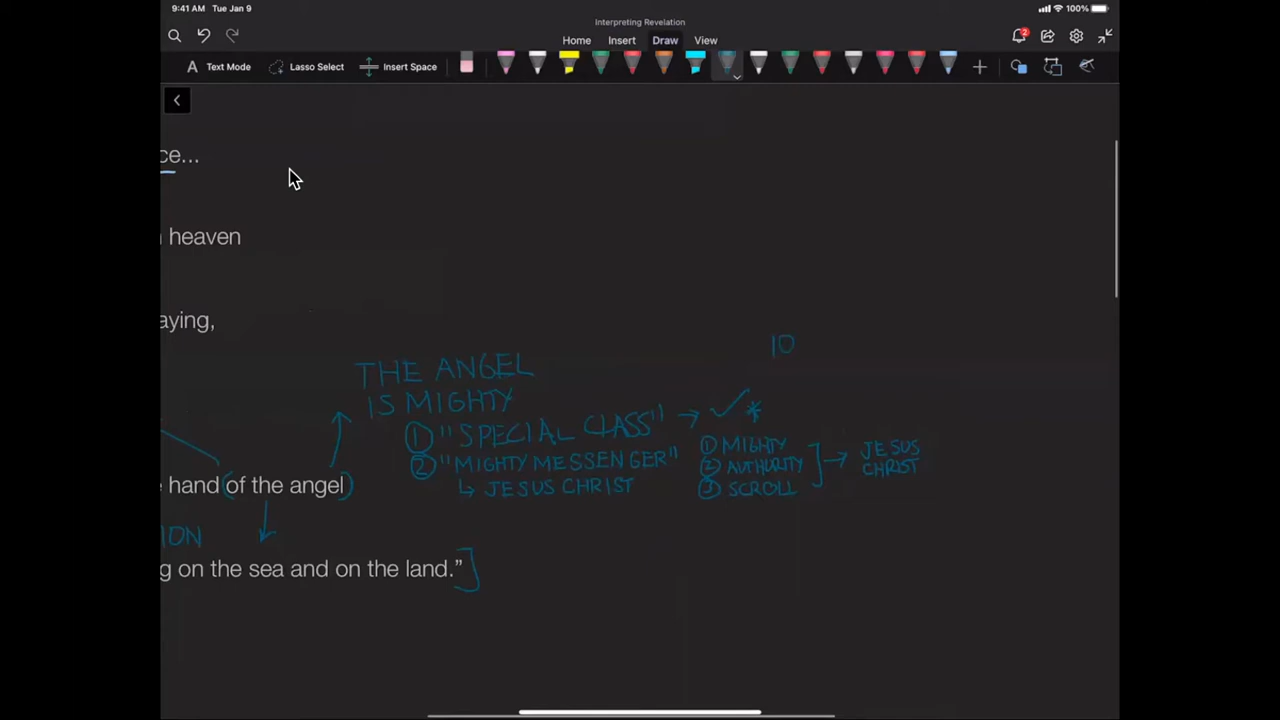 9:41 AM Tue Jan 9
100%
Interpreting Revelation
Home Insert Draw View
2
A Text Mode Lasso Select Insert Space
ce...
heaven
aying,
10
THE ANGEL
IS MIGHTY
① "SPECIAL CLASS" → ✓*
② "MIGHTY MESSENGER"
↳ JESUS CHRIST
① MIGHTY
② AUTHORITY
③ SCROLL
] → JESUS
CHRIST
e hand (of the angel)
ION
g on the sea and on the land.”]